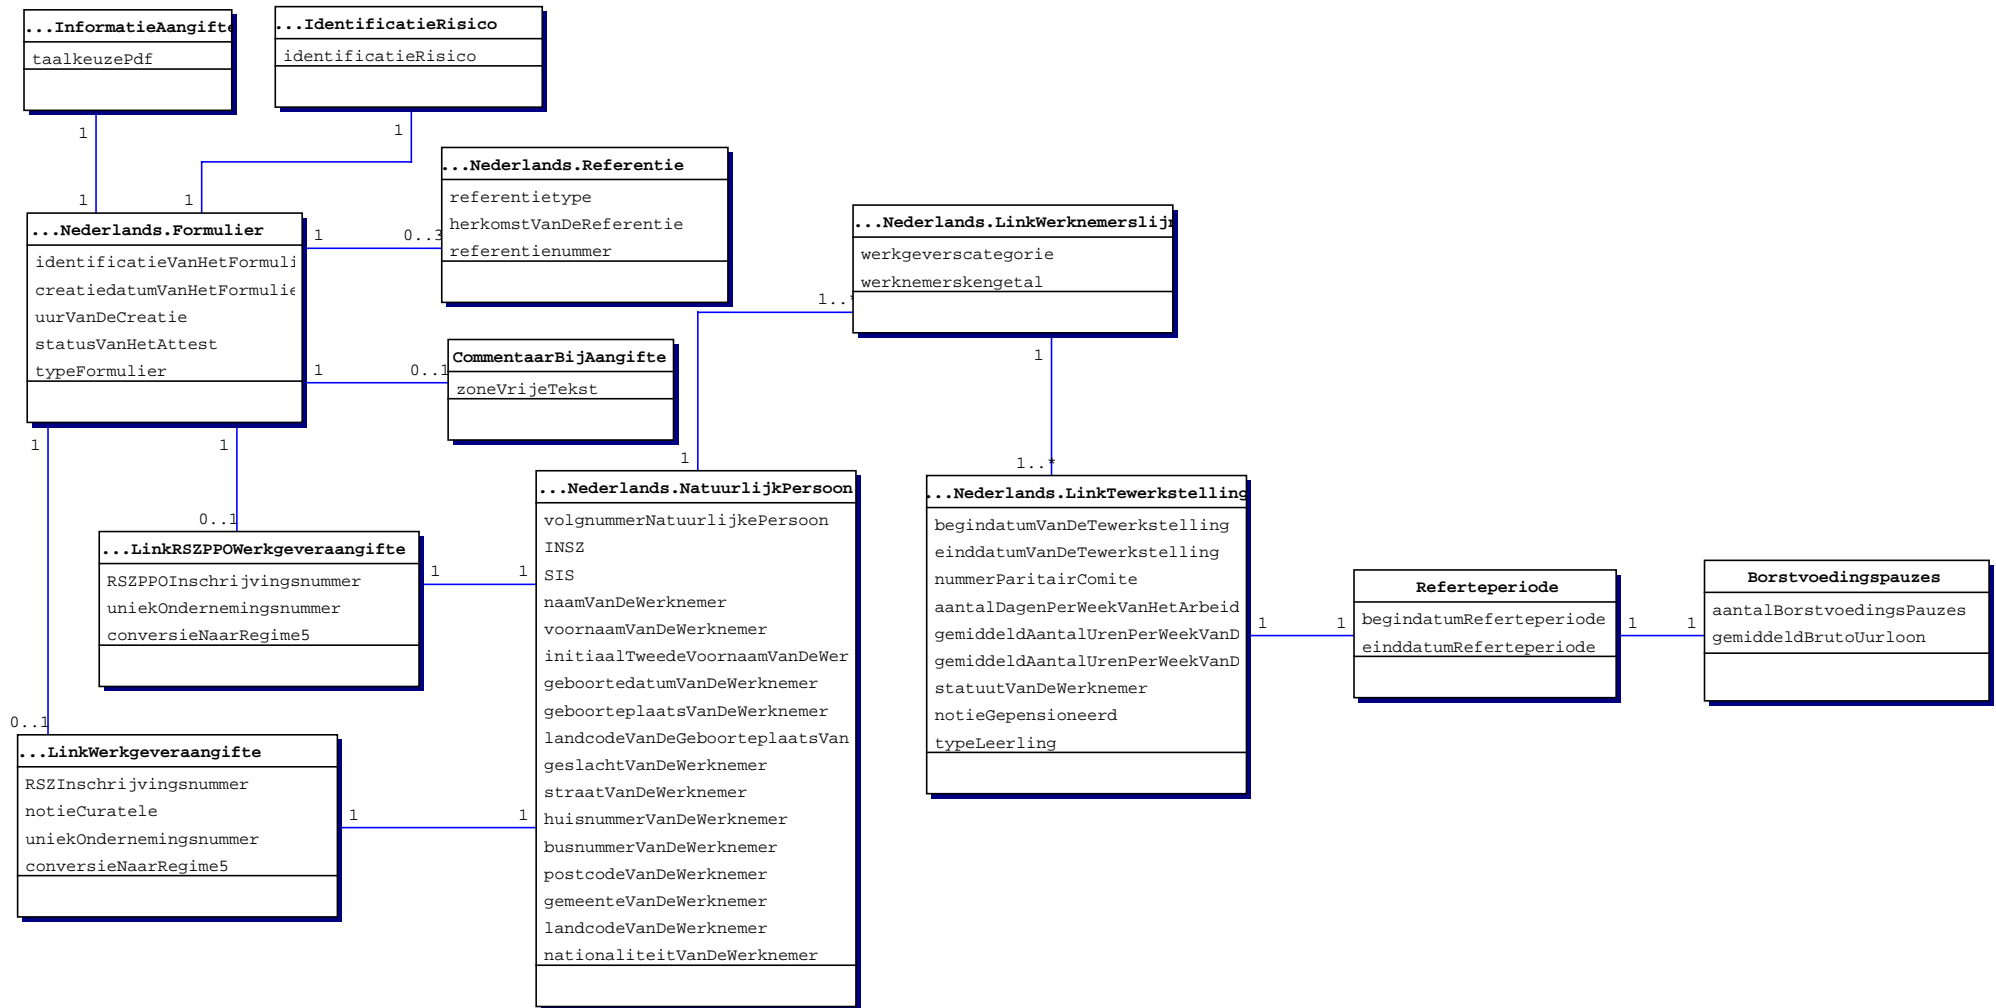 ...InformatieAangifte
taalkeuzePdf
...IdentificatieRisico
identificatieRisico
1
1
1
1
...Nederlands.Formulier
identificatieVanHetFormuli
creatiedatumVanHetFormulie
uurVanDeCreatie
statusVanHetAttest
typeFormulier
1
0..3
...Nederlands.Referentie
referentietype
herkomstVanDeReferentie
referentienummer
1
0..1
CommentaarBijAangifte
zoneVrijeTekst
1
0..1
1
0..1
...LinkRSZPPOWerkgeveraangifte
RSZPPOInschrijvingsnummer
uniekOndernemingsnummer
conversieNaarRegime5
1
1
...LinkWerkgeveraangifte
RSZInschrijvingsnummer
notieCuratele
uniekOndernemingsnummer
conversieNaarRegime5
1
1
...Nederlands.NatuurlijkPersoon
volgnummerNatuurlijkePersoon
INSZ
SIS
naamVanDeWerknemer
voornaamVanDeWerknemer
initiaalTweedeVoornaamVanDeWer
geboortedatumVanDeWerknemer
geboorteplaatsVanDeWerknemer
landcodeVanDeGeboorteplaatsVan
geslachtVanDeWerknemer
straatVanDeWerknemer
huisnummerVanDeWerknemer
busnummerVanDeWerknemer
postcodeVanDeWerknemer
gemeenteVanDeWerknemer
landcodeVanDeWerknemer
nationaliteitVanDeWerknemer
1
1..*
...Nederlands.LinkWerknemerslijn
werkgeverscategorie
werknemerskengetal
1
1..*
...Nederlands.LinkTewerkstelling
begindatumVanDeTewerkstelling
einddatumVanDeTewerkstelling
nummerParitairComite
aantalDagenPerWeekVanHetArbeid
gemiddeldAantalUrenPerWeekVanD
gemiddeldAantalUrenPerWeekVanD
statuutVanDeWerknemer
notieGepensioneerd
typeLeerling
1
1
Referteperiode
begindatumReferteperiode
einddatumReferteperiode
1
1
Borstvoedingspauzes
aantalBorstvoedingsPauzes
gemiddeldBrutoUurloon